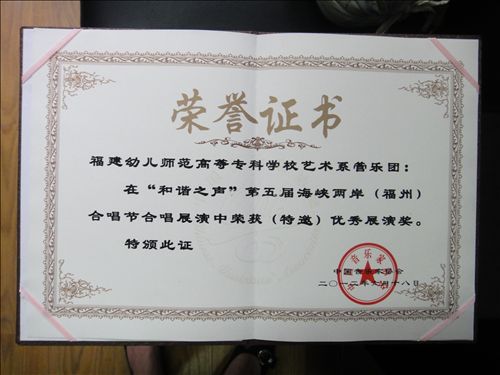 荣誉证书
福建幼儿师范高等专科学校艺术系管乐团：
在“和谐之声”第五届海峡两岸（福州）
合唱节合唱展演中荣获（特邀）优秀展演奖。
特颁此证
中国音乐家协会